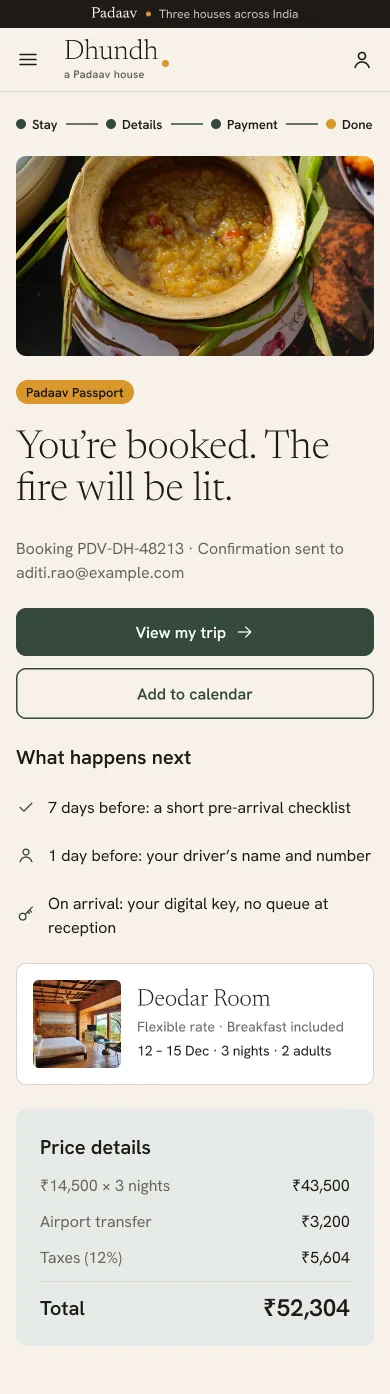 Padaav • Three houses across India
Dhundh
a Padaav house
Stay Details Payment Done
Padaav Passport
You’re booked. The
fire will be lit.
Booking PDV-DH-48213 · Confirmation sent to
aditi.rao@example.com
View my trip →
Add to calendar
What happens next
7 days before: a short pre-arrival checklist
1 day before: your driver’s name and number
On arrival: your digital key, no queue at
reception
Deodar Room
Flexible rate · Breakfast included
12 – 15 Dec · 3 nights · 2 adults
Price details
₹14,500 × 3 nights ₹43,500
Airport transfer ₹3,200
Taxes (12%) ₹5,604
Total ₹52,304